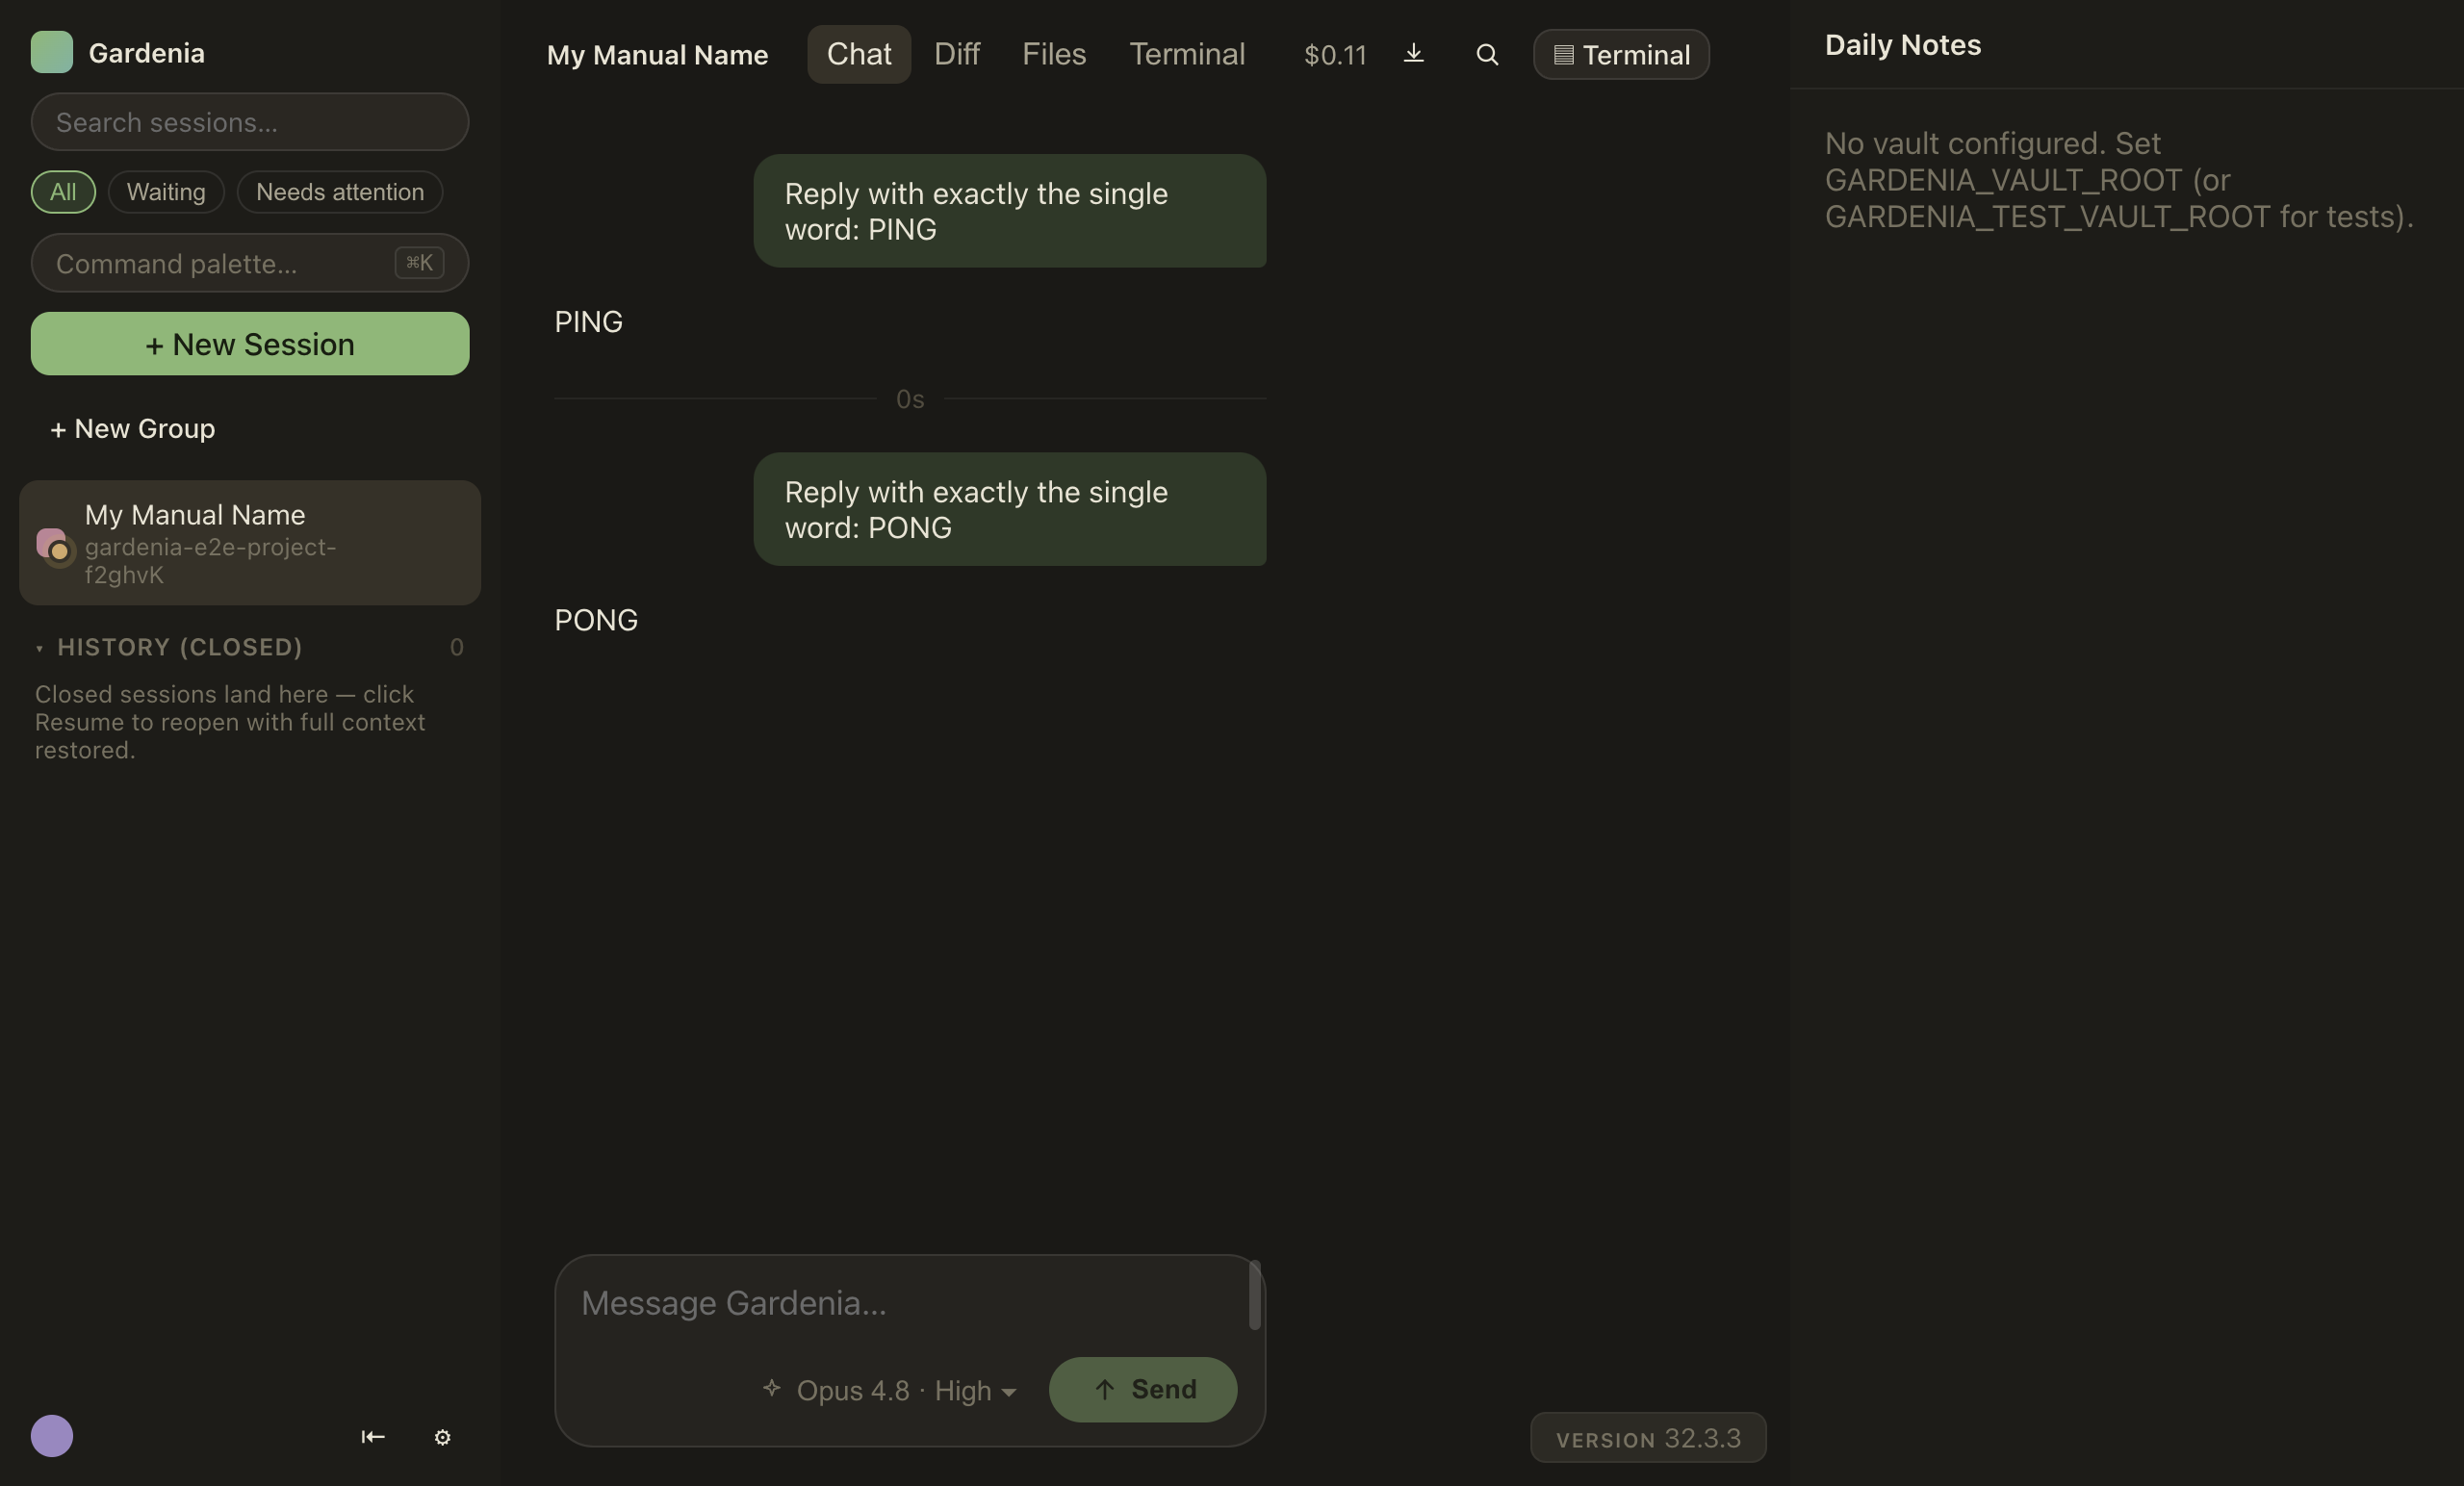 Gardenia
Search sessions...
All
Waiting
Needs attention
Command palette...
⌘K
+ New Session
+ New Group
My Manual Name
gardenia-e2e-project-
f2ghvK
HISTORY (CLOSED)
0
Closed sessions land here — click
Resume to reopen with full context
restored.
My Manual Name
Chat
Diff
Files
Terminal
$0.11
Terminal
Reply with exactly the single
word: PING
PING
0s
Reply with exactly the single
word: PONG
PONG
Message Gardenia...
Opus 4.8 · High
Send
VERSION 32.3.3
Daily Notes
No vault configured. Set
GARDENIA_VAULT_ROOT (or
GARDENIA_TEST_VAULT_ROOT for tests).